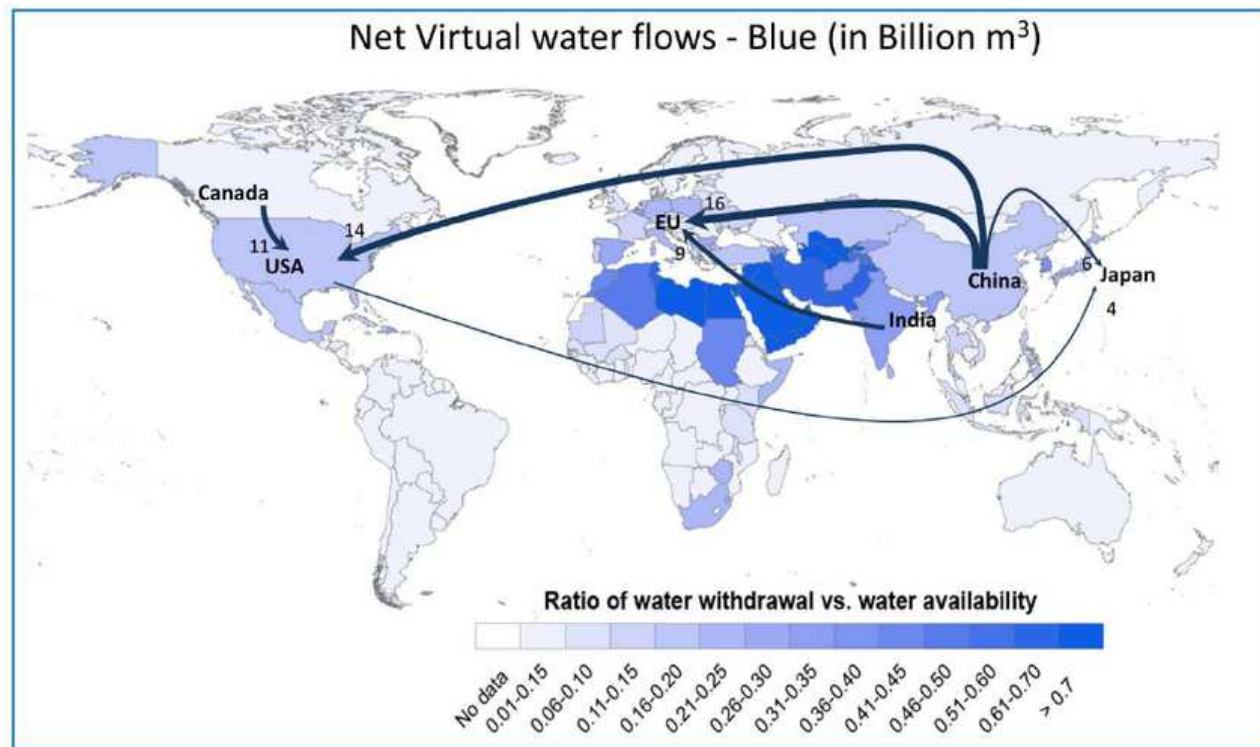 Net Virtual water flows - Blue (in Billion m³)
Canada
11
USA
14
16
EU
9
China
India
6
Japan
4
Ratio of water withdrawal vs. water availability
No data
0.01-0.15
0.06-0.10
0.11-0.15
0.16-0.20
0.21-0.25
0.26-0.30
0.31-0.35
0.36-0.40
0.41-0.45
0.46-0.50
0.51-0.60
0.61-0.70
> 0.7